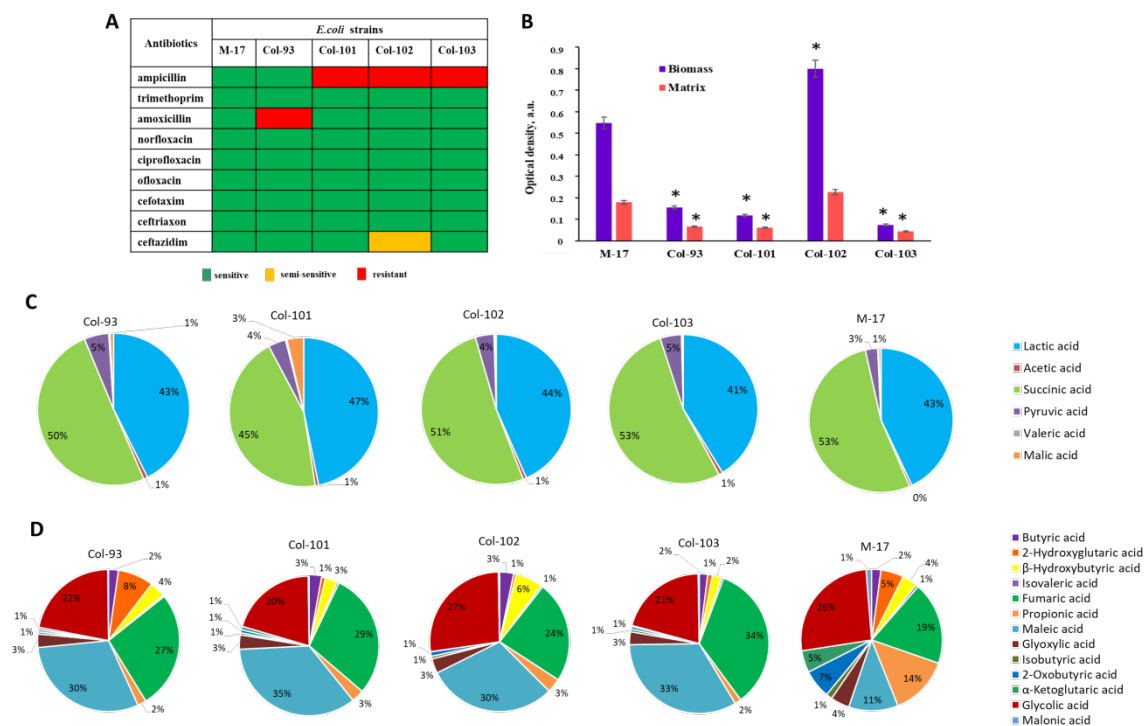 A
Antibiotics
E.coli strains
M-17 Col-93 Col-101 Col-102 Col-103
ampicillin
trimethoprim
amoxicillin
norfloxacin
ciprofloxacin
ofloxacin
cefotaxim
ceftriaxon
ceftazidim
sensitive semi-sensitive resistant
B
Optical density, a.u.
0.9
0.8
0.7
0.6
0.5
0.4
0.3
0.2
0.1
0
Biomass
Matrix
*
* * * * * *
M-17 Col-93 Col-101 Col-102 Col-103
C
Col-93
1%
5%
43%
50%
1%
Col-101
3%
4%
47%
45%
1%
Col-102
4%
44%
51%
1%
Col-103
5%
41%
53%
1%
M-17
3% 1%
43%
53%
0%
Lactic acid
Acetic acid
Succinic acid
Pyruvic acid
Valeric acid
Malic acid
D
Col-93
2%
8%
4%
22%
27%
1%
1%
3%
30%
2%
Col-101
3% 1%
3%
20%
29%
1%
1%
1%
3%
35%
3%
Col-102
3% 1%
6%
1%
27%
24%
1%
1%
3%
30%
3%
Col-103
2%
1%
2%
21%
34%
1%
1%
3%
33%
2%
M-17
1% 2%
5%
4%
1%
26%
19%
5%
7%
14%
1%
4%
11%
Butyric acid
2-Hydroxyglutaric acid
β-Hydroxybutyric acid
Isovaleric acid
Fumaric acid
Propionic acid
Maleic acid
Glyoxylic acid
Isobutyric acid
2-Oxobutyric acid
α-Ketoglutaric acid
Glycolic acid
Malonic acid